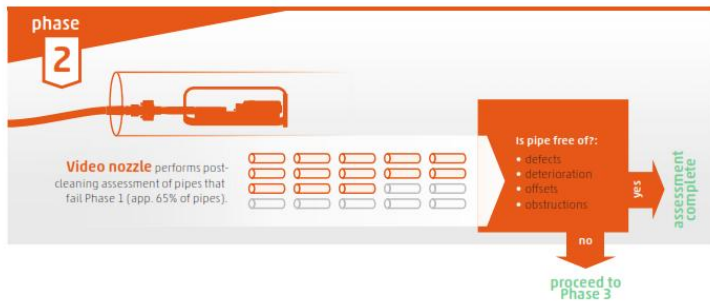 phase
2
Video nozzle performs post-
cleaning assessment of pipes that
fail Phase 1 (app. 65% of pipes).
Is pipe free of?:
• defects
• deterioration
• offsets
• obstructions
yes
assessment
complete
no
proceed to
Phase 3